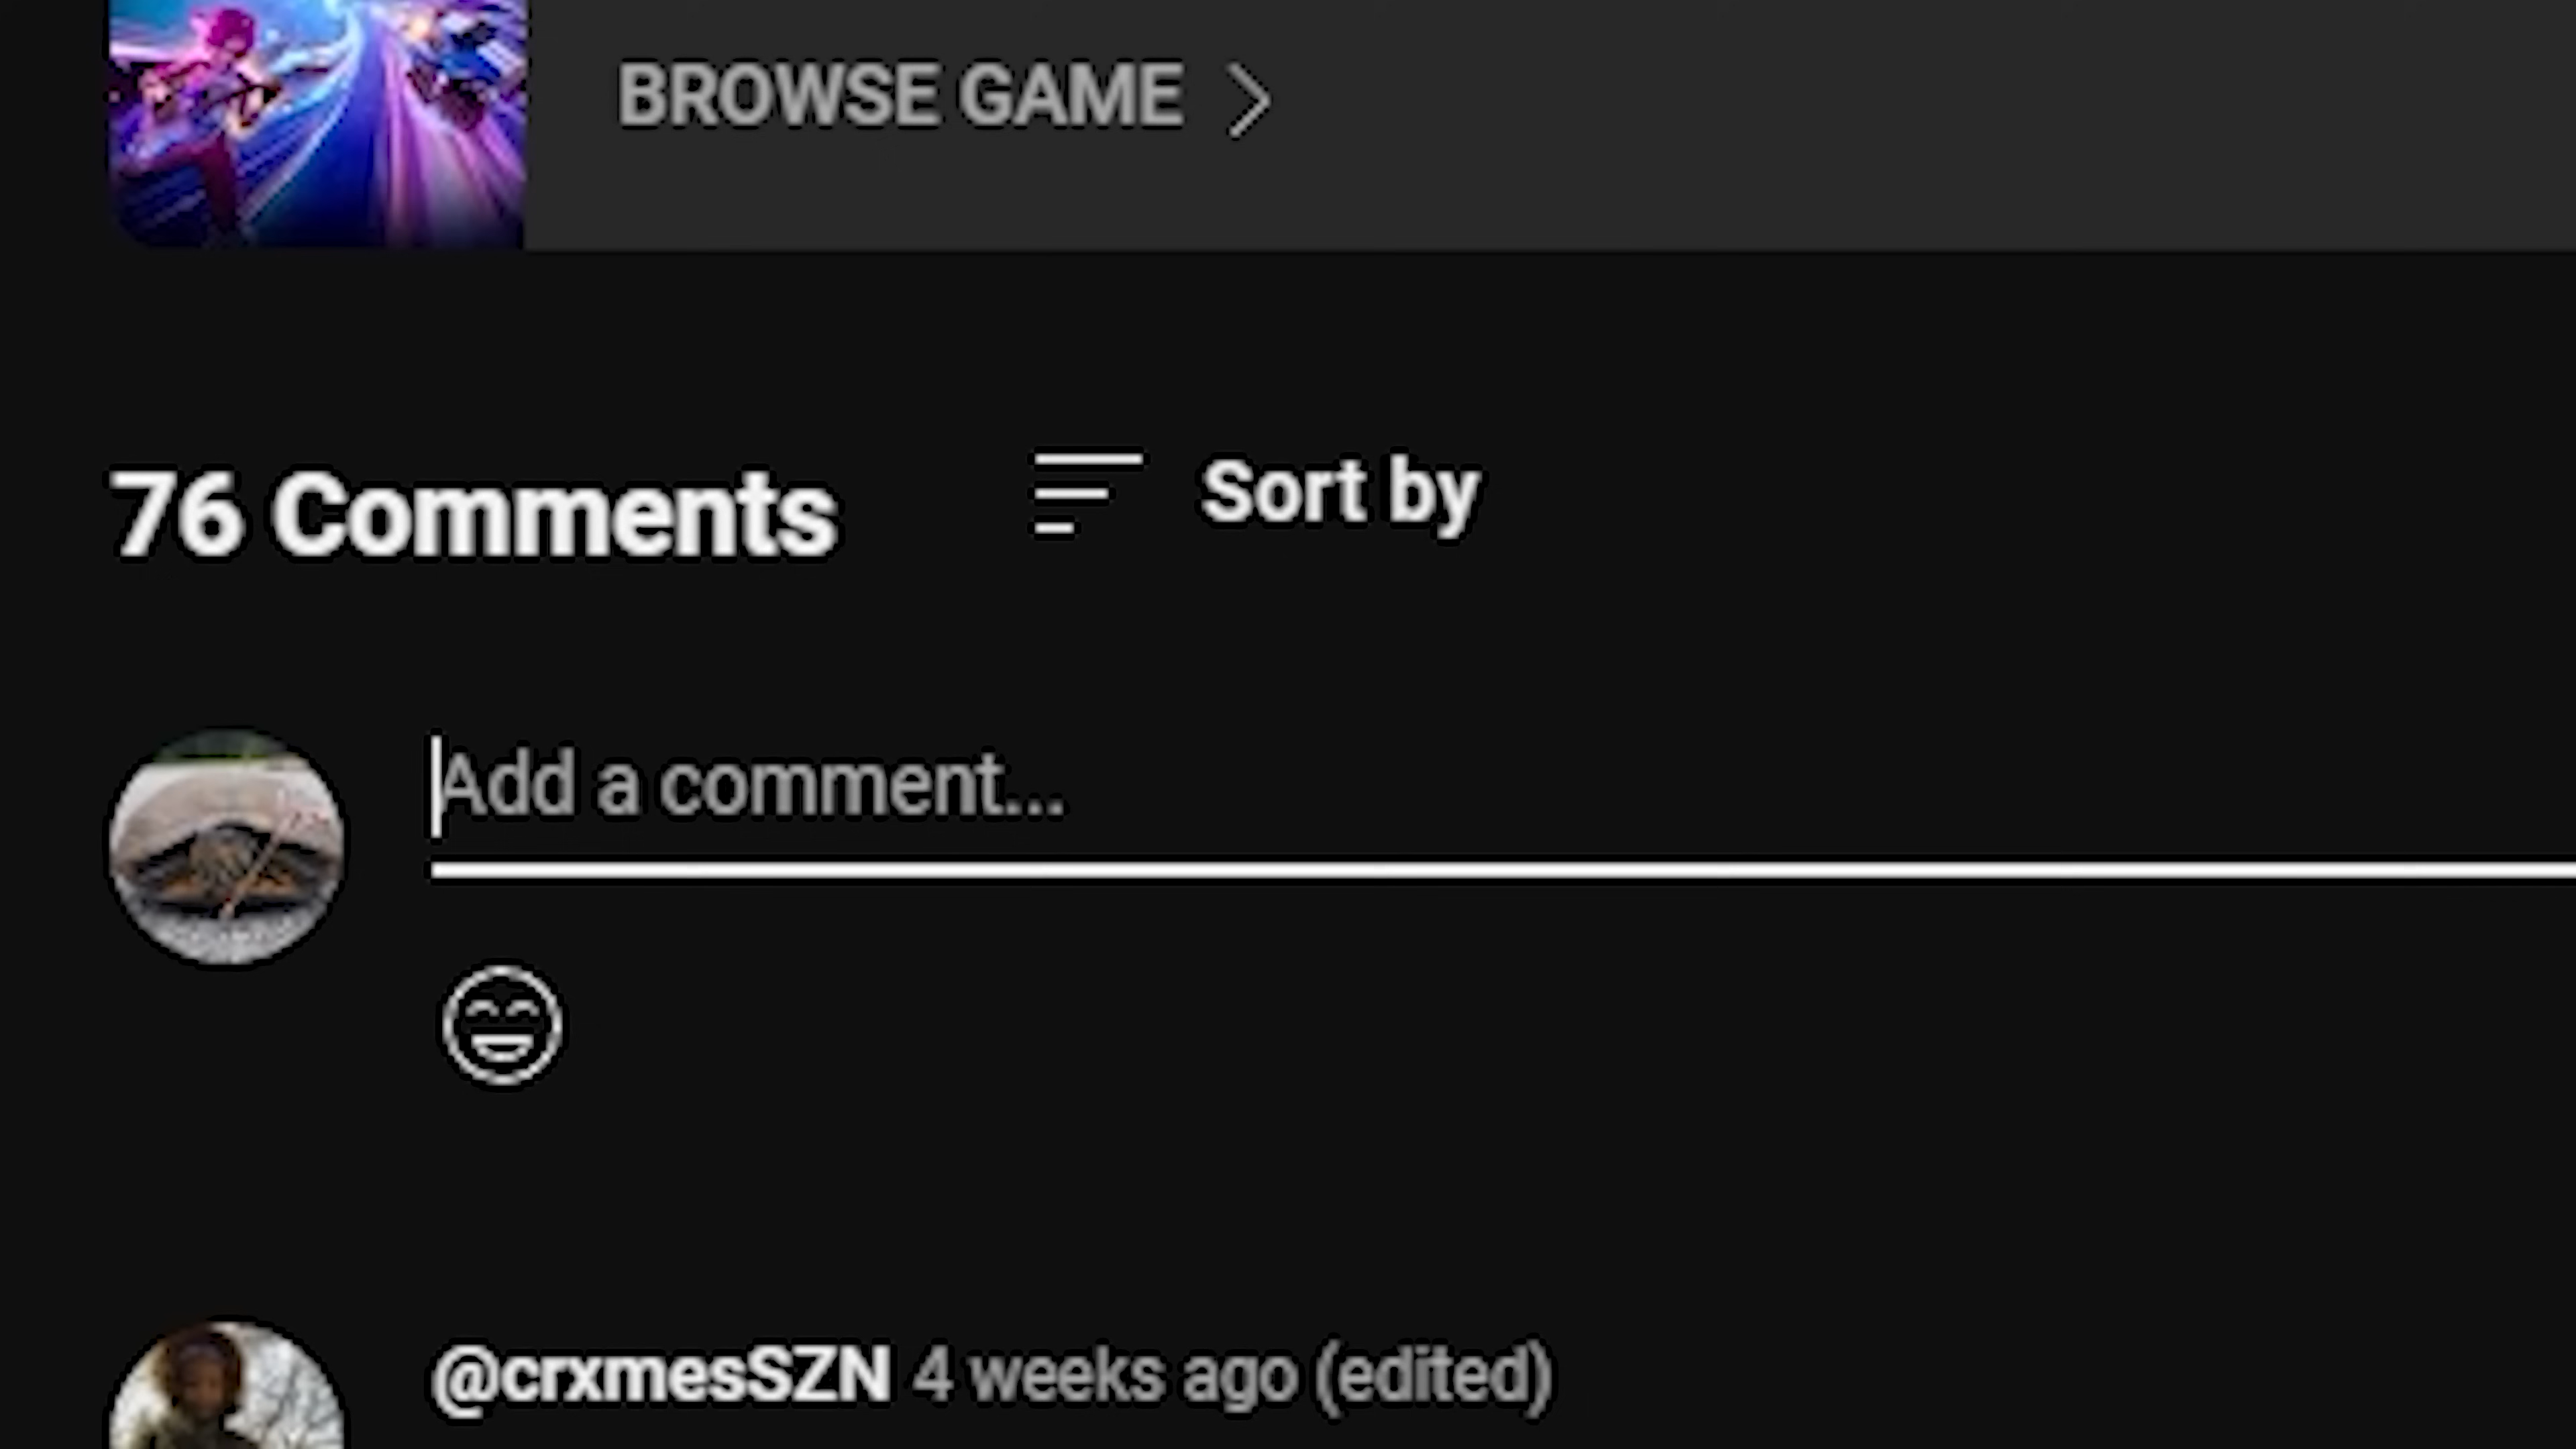 BROWSE GAME
76 Comments
Sort by
Add a comment...
@crxmesSZN 4 weeks ago (edited)